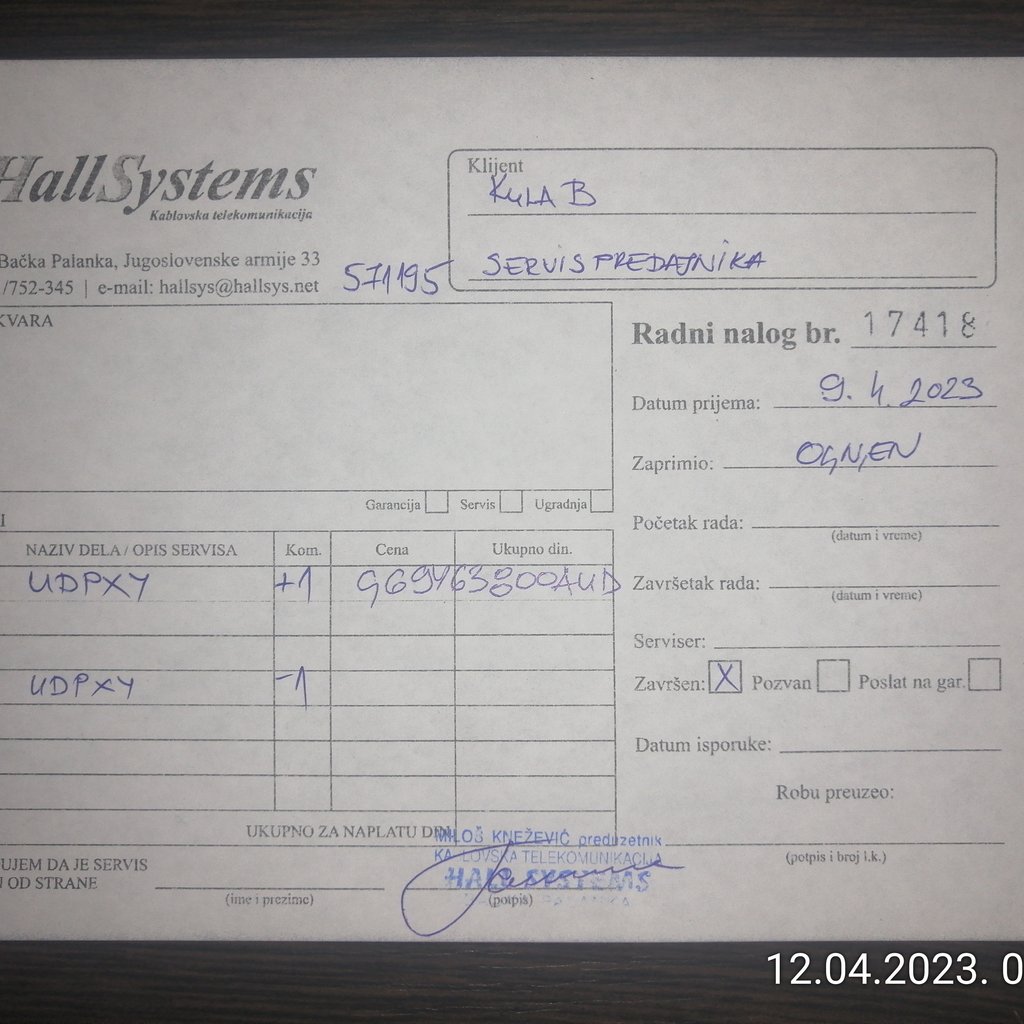 HallSystems
Kablovska telekomunikacija
Bačka Palanka, Jugoslovenske armije 33
/752-345 | e-mail: hallsys@hallsys.net
571195
Klijent
KULA B
SERVIS PREDAJNIKA
KVARA
Radni nalog br. 17418
Datum prijema: 9. 4. 2023
Zaprimio: OGNJEN
Garancija Servis Ugradnja
I
Početak rada:
(datum i vreme)
NAZIV DELA / OPIS SERVISA Kom. Cena Ukupno din.
UDPXY +1
Završetak rada:
(datum i vreme)
Serviser:
UDPXY -1
Završen: X Pozvan Poslat na gar.
Datum isporuke:
Robu preuzeo:
UKUPNO ZA NAPLATU
MILOŠ KNEŽEVIĆ preduzetnik
KABLOVSKA TELEKOMUNIKACIJA
HALL SYSTEMS
(potpis i broj l.k.)
UJEM DA JE SERVIS
OD STRANE
(ime i prezime)
(potpis)
12.04.2023. 0